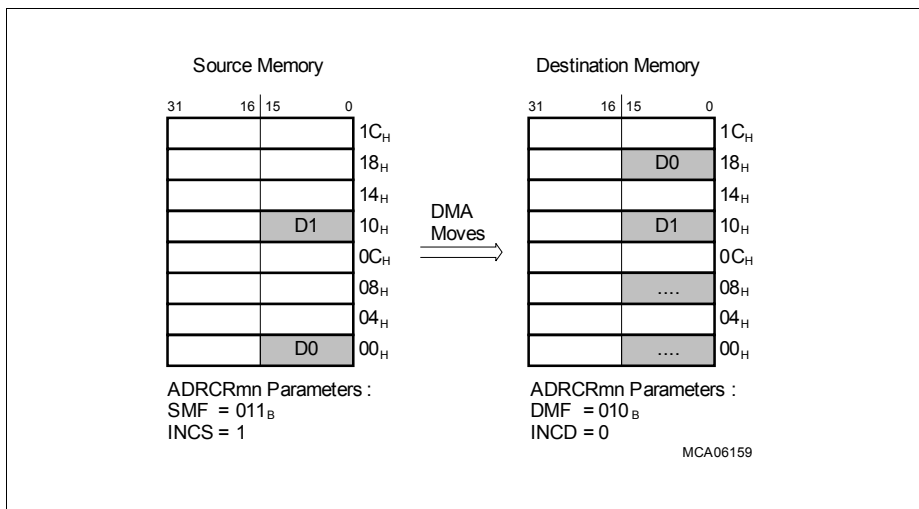 Source Memory
Destination Memory
31 16 15 0
31 16 15 0
1CH
1CH
18H
D0 18H
14H
14H
D1 10H
D1 10H
DMA
Moves
0CH
0CH
08H
.... 08H
04H
04H
D0 00H
.... 00H
ADRCRmn Parameters :
SMF = 011B
INCS = 1
ADRCRmn Parameters :
DMF = 010B
INCD = 0
MCA06159